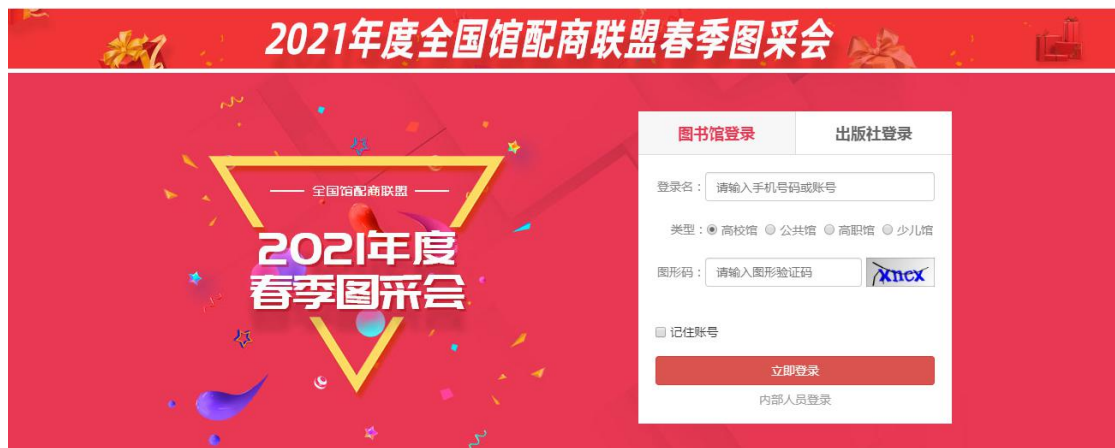 2021年度全国馆配商联盟春季图采会
全国馆配商联盟
2021年度
春季图采会
图书馆登录 出版社登录
登录名： 请输入手机号码或账号
类型： 高校馆 公共馆 高职馆 少儿馆
图形码： 请输入图形验证码 xncx
记住账号
立即登录
内部人员登录